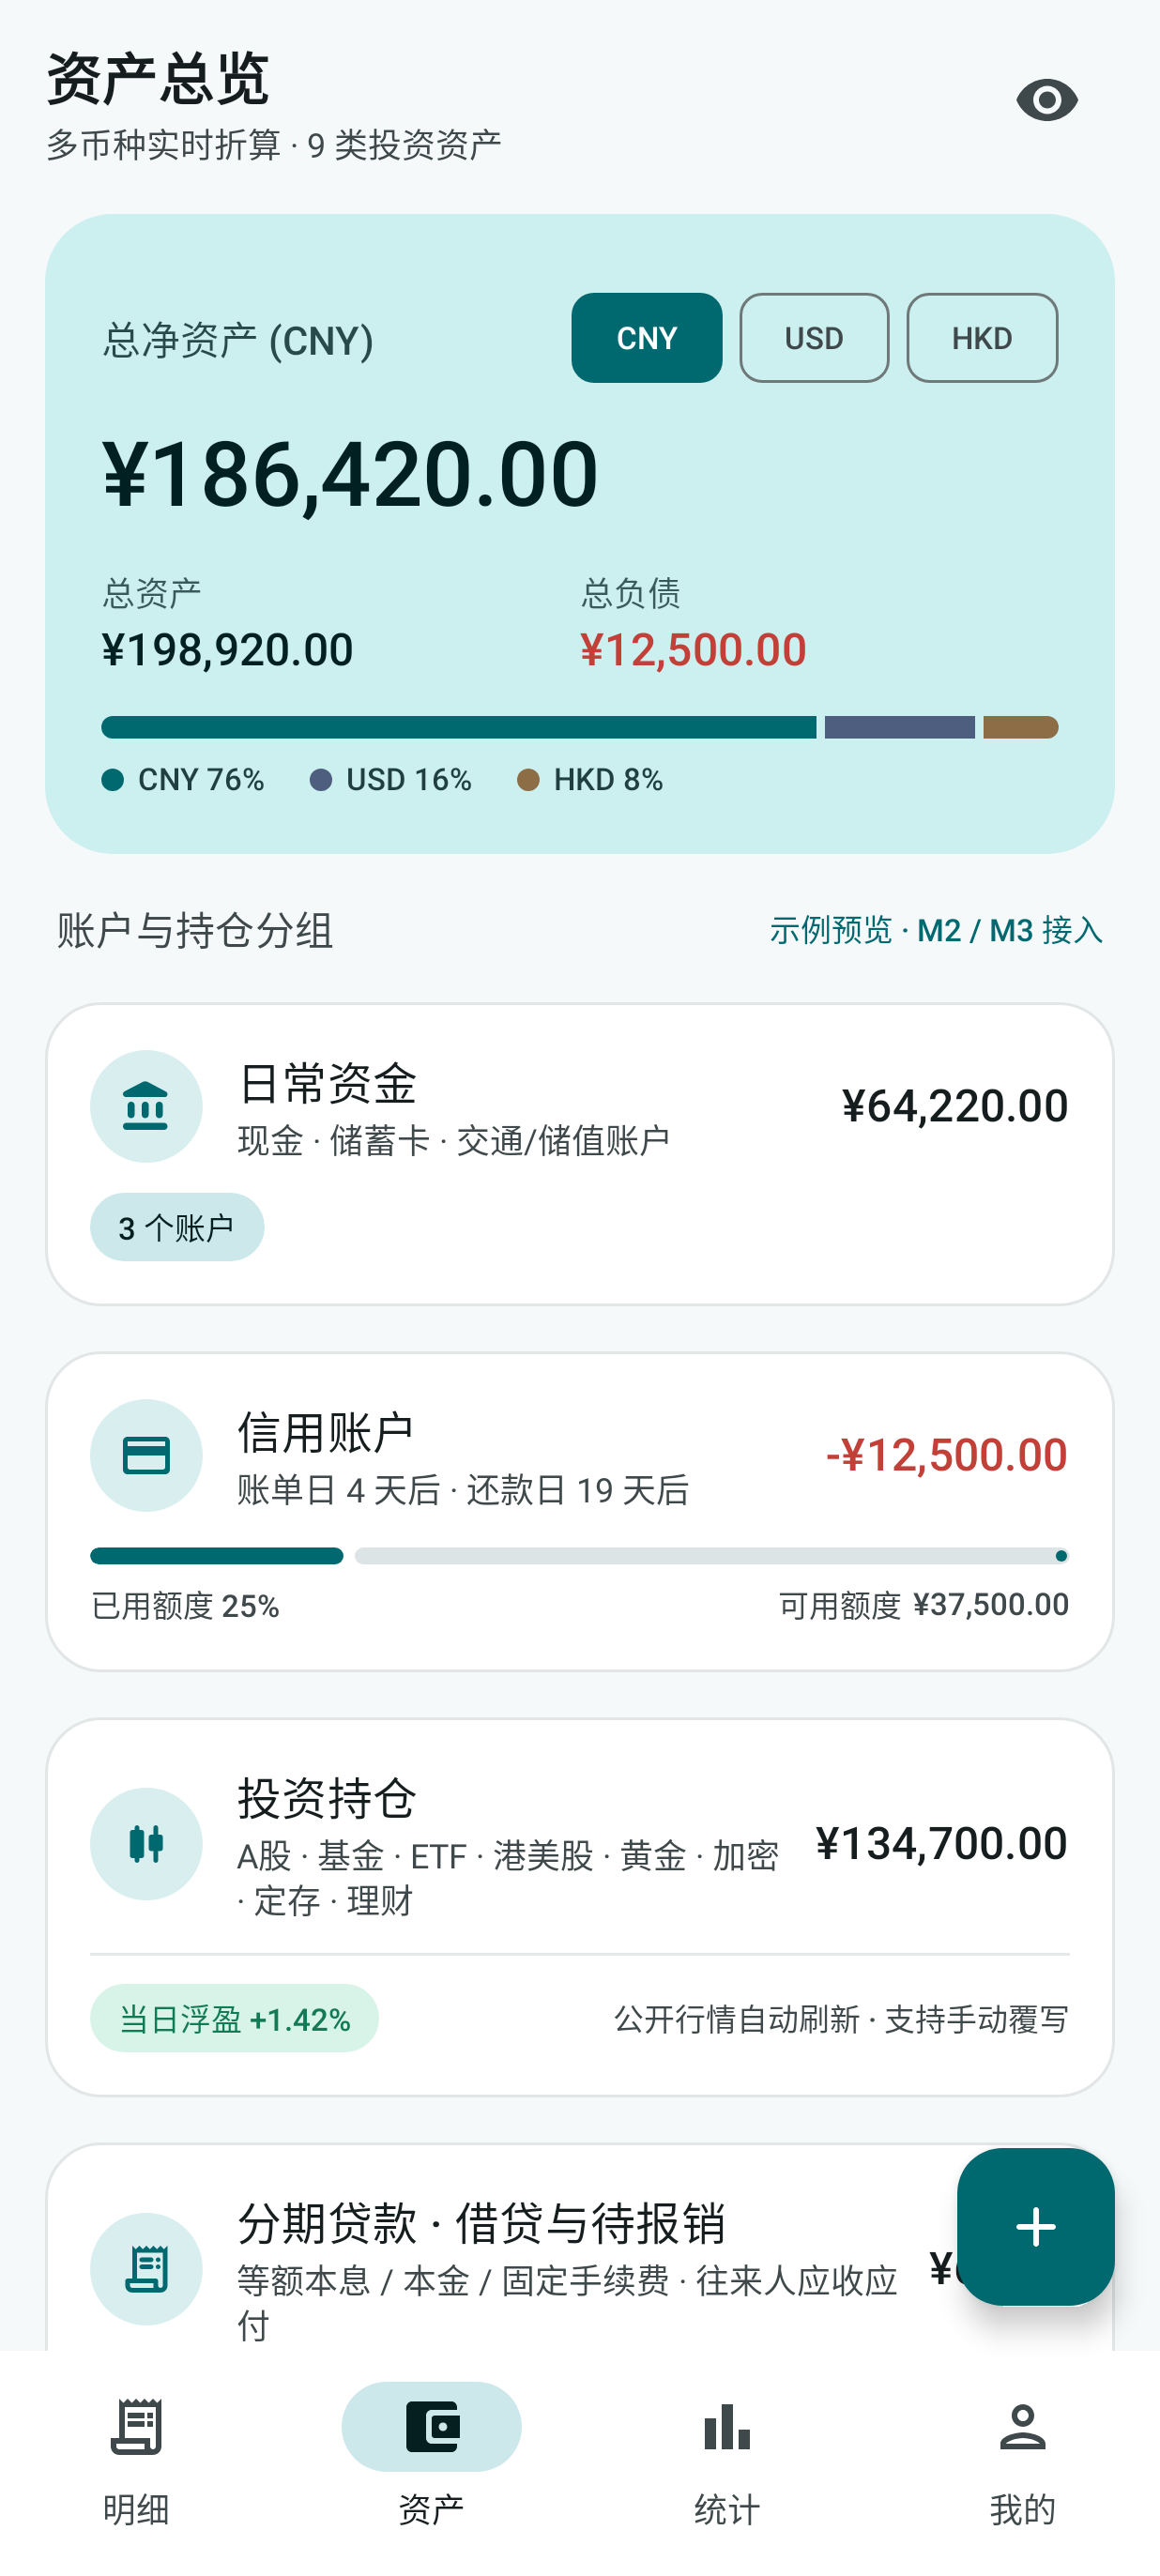 资产总览
多币种实时折算 · 9 类投资资产
总净资产 (CNY)
CNY
USD
HKD
¥186,420.00
总资产
总负债
¥198,920.00
¥12,500.00
CNY 76%
USD 16%
HKD 8%
账户与持仓分组
示例预览 · M2 / M3 接入
日常资金
现金 · 储蓄卡 · 交通/储值账户
¥64,220.00
3 个账户
信用账户
账单日 4 天后 · 还款日 19 天后
-¥12,500.00
已用额度 25%
可用额度 ¥37,500.00
投资持仓
A股 · 基金 · ETF · 港美股 · 黄金 · 加密
· 定存 · 理财
¥134,700.00
当日浮盈 +1.42%
公开行情自动刷新 · 支持手动覆写
分期贷款 · 借贷与待报销
等额本息 / 本金 / 固定手续费 · 往来人应收应
付
¥
明细
资产
统计
我的